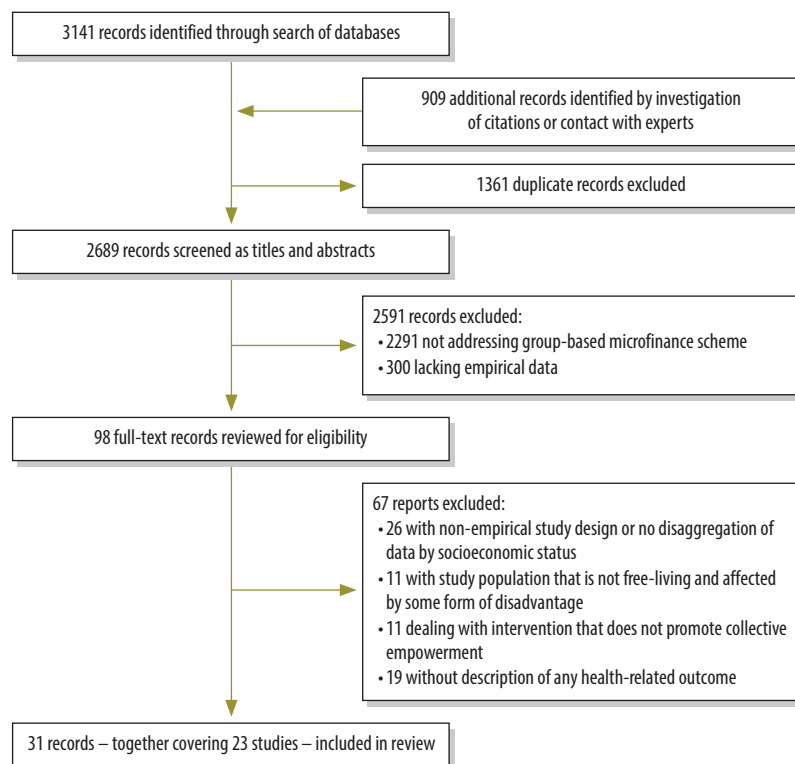 3141 records identified through search of databases
909 additional records identified by investigation
of citations or contact with experts
1361 duplicate records excluded
2689 records screened as titles and abstracts
2591 records excluded:
• 2291 not addressing group-based microfinance scheme
• 300 lacking empirical data
98 full-text records reviewed for eligibility
67 reports excluded:
• 26 with non-empirical study design or no disaggregation of
data by socioeconomic status
• 11 with study population that is not free-living and affected
by some form of disadvantage
• 11 dealing with intervention that does not promote collective
empowerment
• 19 without description of any health-related outcome
31 records – together covering 23 studies – included in review